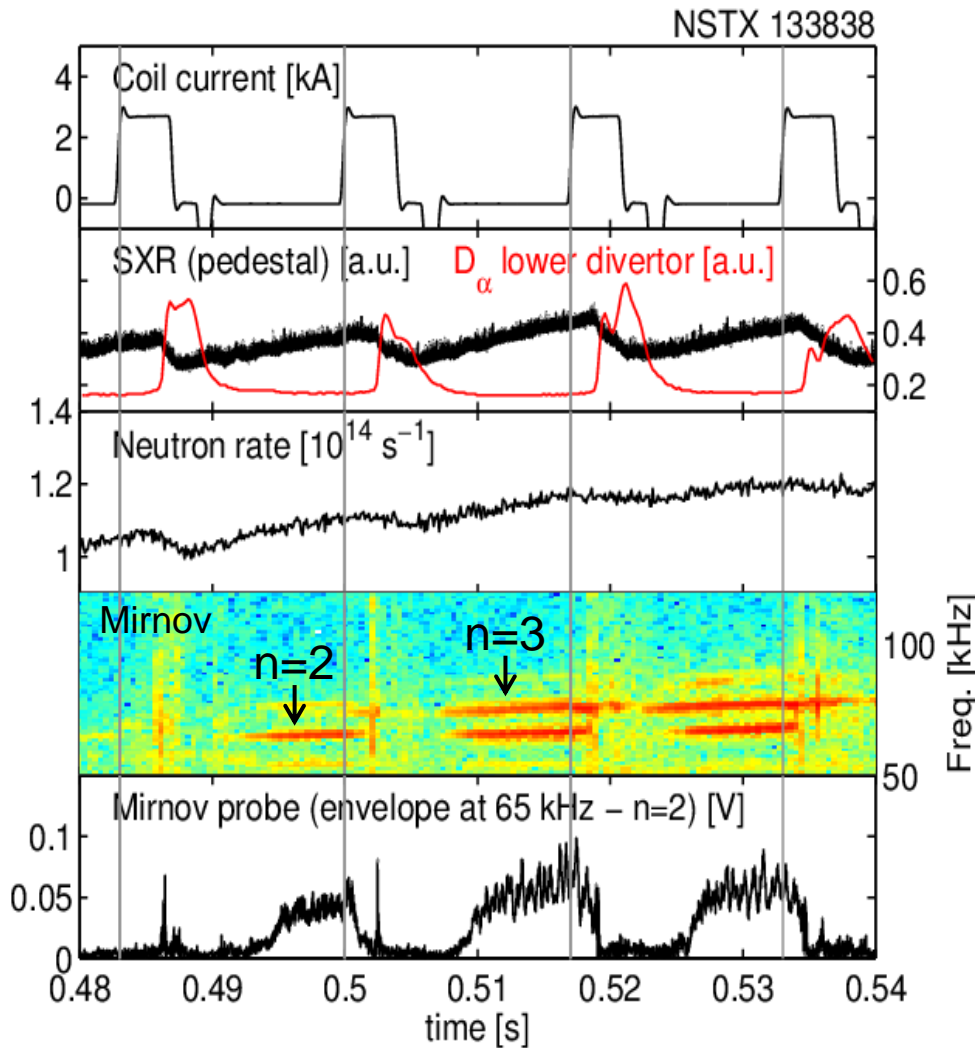 NSTX 133838
Coil current [kA]
4
2
0
SXR (pedestal) [a.u.] Dα lower divertor [a.u.]
0.6
0.4
0.2
1.4
Neutron rate [10^14 s^−1]
1.2
1
Mirnov
n=2
n=3
100
50
Freq. [kHz]
Mirnov probe (envelope at 65 kHz − n=2) [V]
0.1
0.05
0
0.48 0.49 0.5 0.51 0.52 0.53 0.54
time [s]